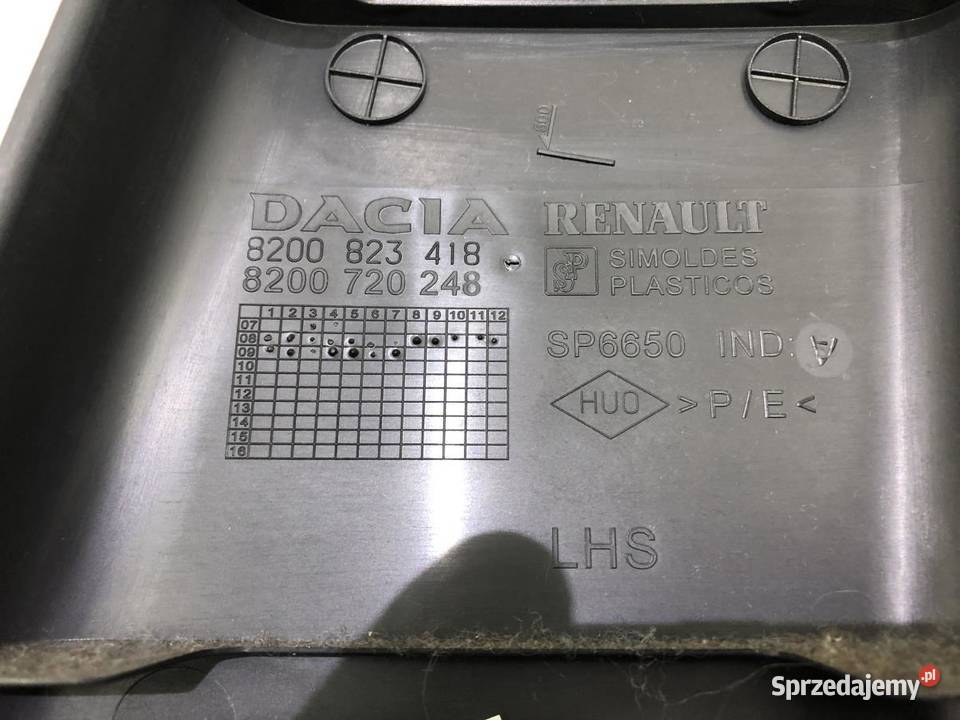 600
DACIA
8200 823 418
8200 720 248
RENAULT
SIMOLDES
PLASTICOS
1 2 3 4 5 6 7 8 9 10 11 12
07
08
09
10
11
12
13
14
15
16
SP6650 IND: A
HUO >P/E<
LHS
Sprzedajemy.pl